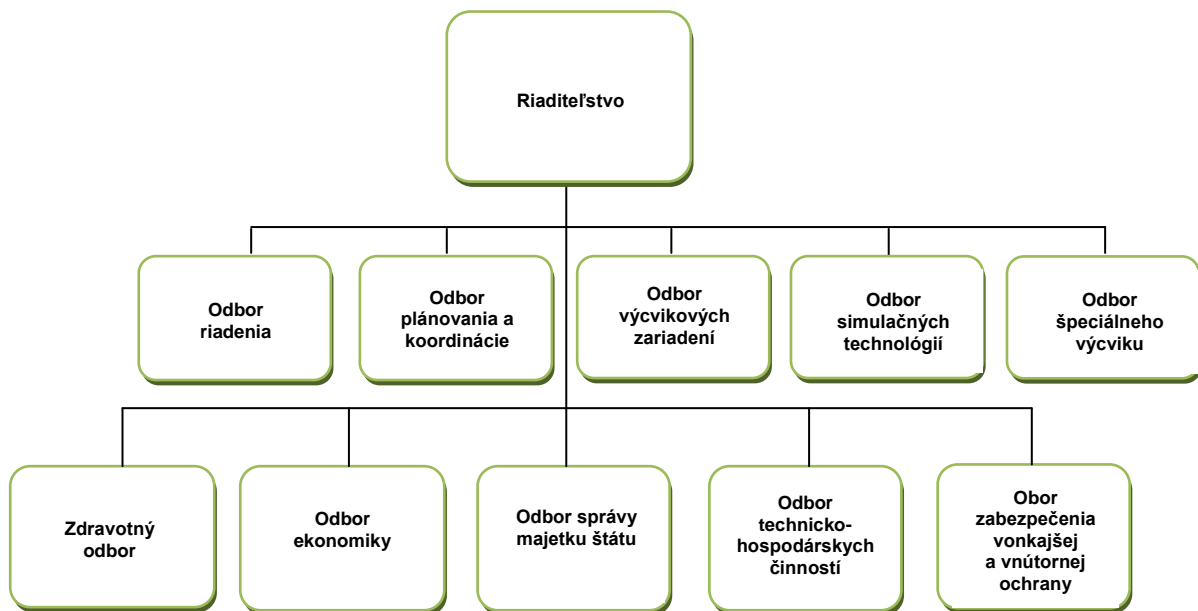 Riaditeľstvo
Odbor
riadenia
Odbor
plánovania a
koordinácie
Odbor
výcvikových
zariadení
Odbor
simulačných
technológií
Odbor
špeciálneho
výcviku
Zdravotný
odbor
Odbor
ekonomiky
Odbor správy
majetku štátu
Odbor
technicko-
hospodárskych
činností
Obor
zabezpečenia
vonkajšej
a vnútornej
ochrany